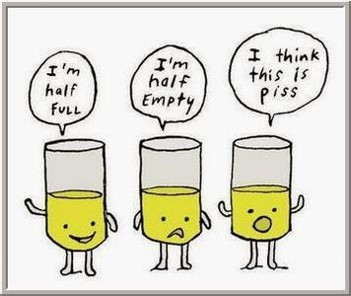 I'm
half
FULL
I'm
half
Empty
I think
this is
piss